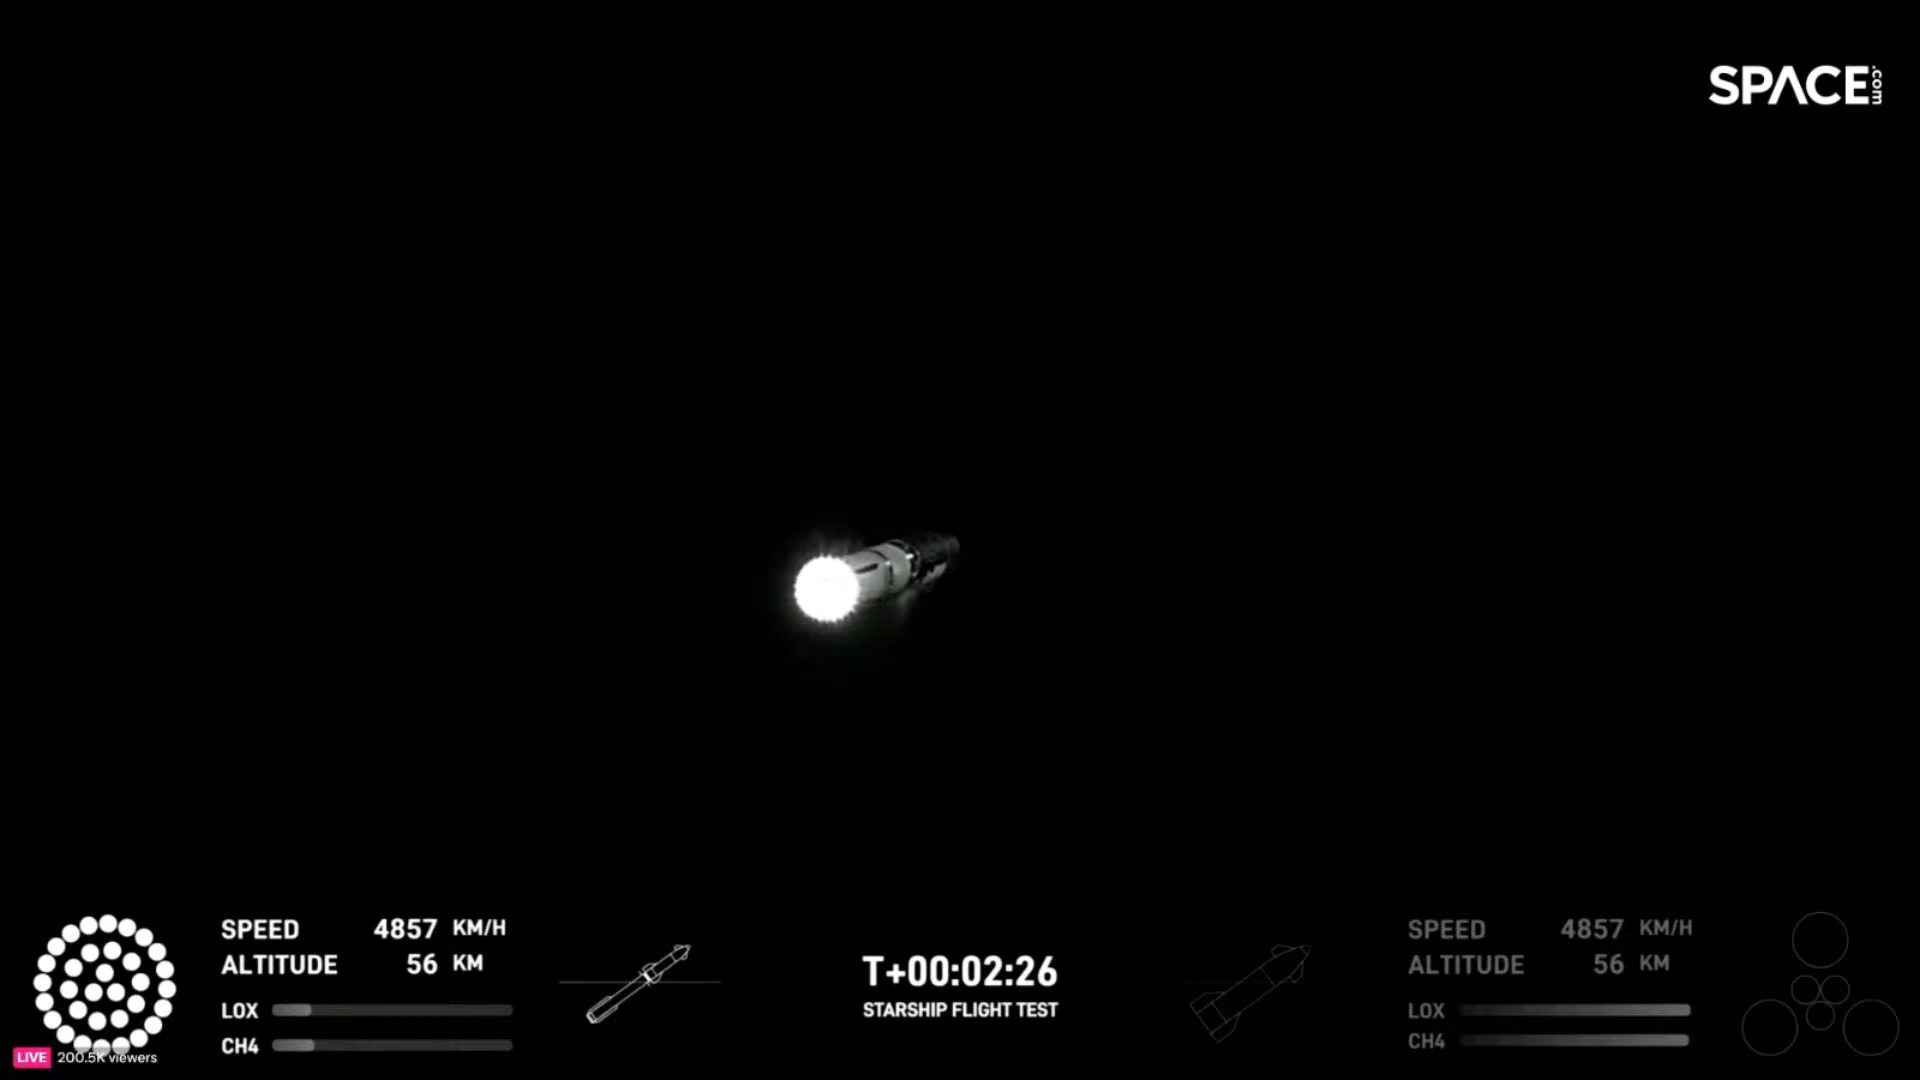 SPACE.com
SPEED 4857 KM/H
ALTITUDE 56 KM
LOX
CH4
LIVE 200.5K viewers
T+00:02:26
STARSHIP FLIGHT TEST
SPEED 4857 KM/H
ALTITUDE 56 KM
LOX
CH4